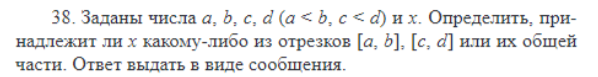 38. Заданы числа a, b, c, d (a < b, c < d) и x. Определить, при-
надлежит ли x какому-либо из отрезков [a, b], [c, d] или их общей
части. Ответ выдать в виде сообщения.